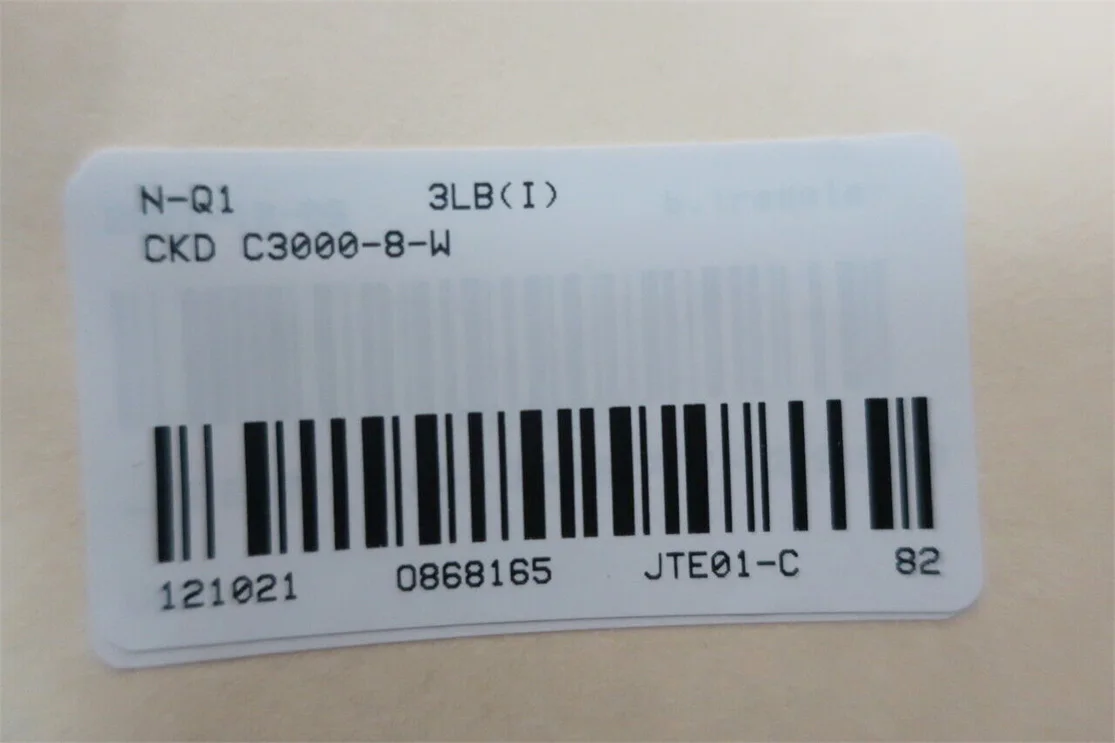 N-Q1 3LB(I)
CKD C3000-8-W
121021 0868165 JTE01-C 82